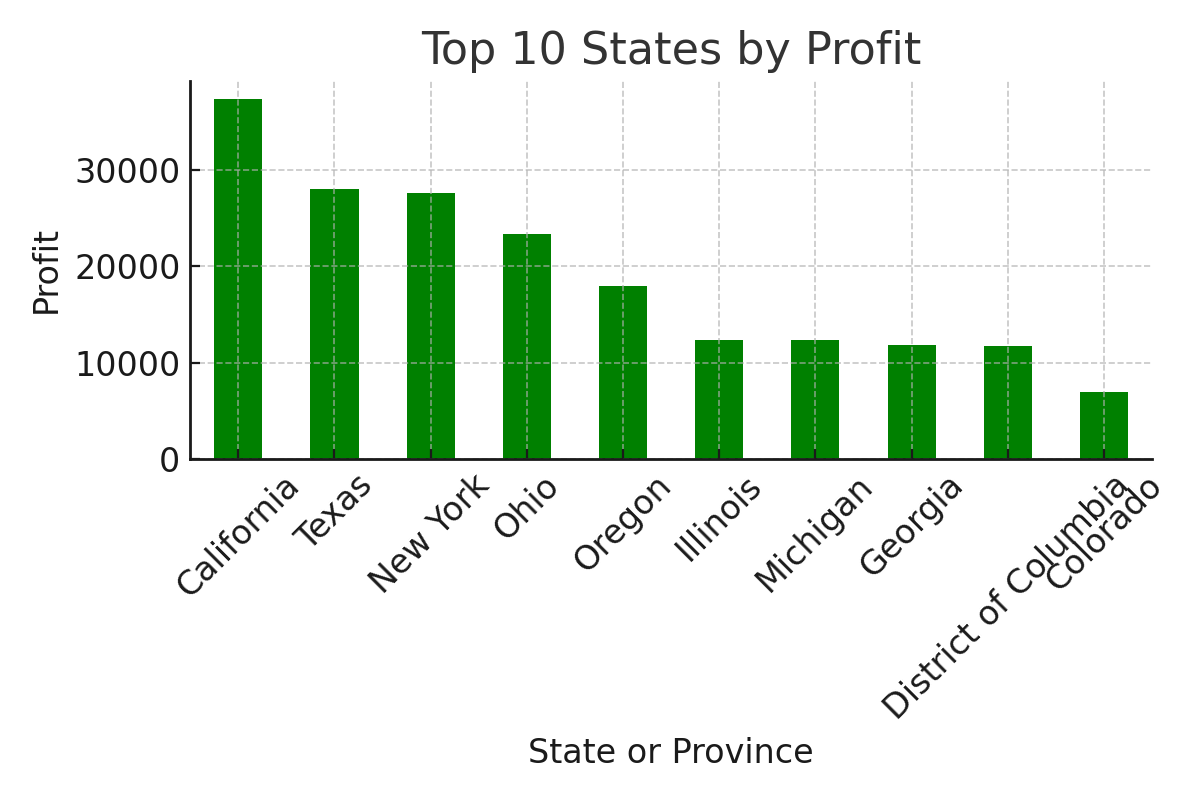 Top 10 States by Profit
Profit
30000
20000
10000
0
California
Texas
New York
Ohio
Oregon
Illinois
Michigan
Georgia
District of Columbia
Colorado
State or Province